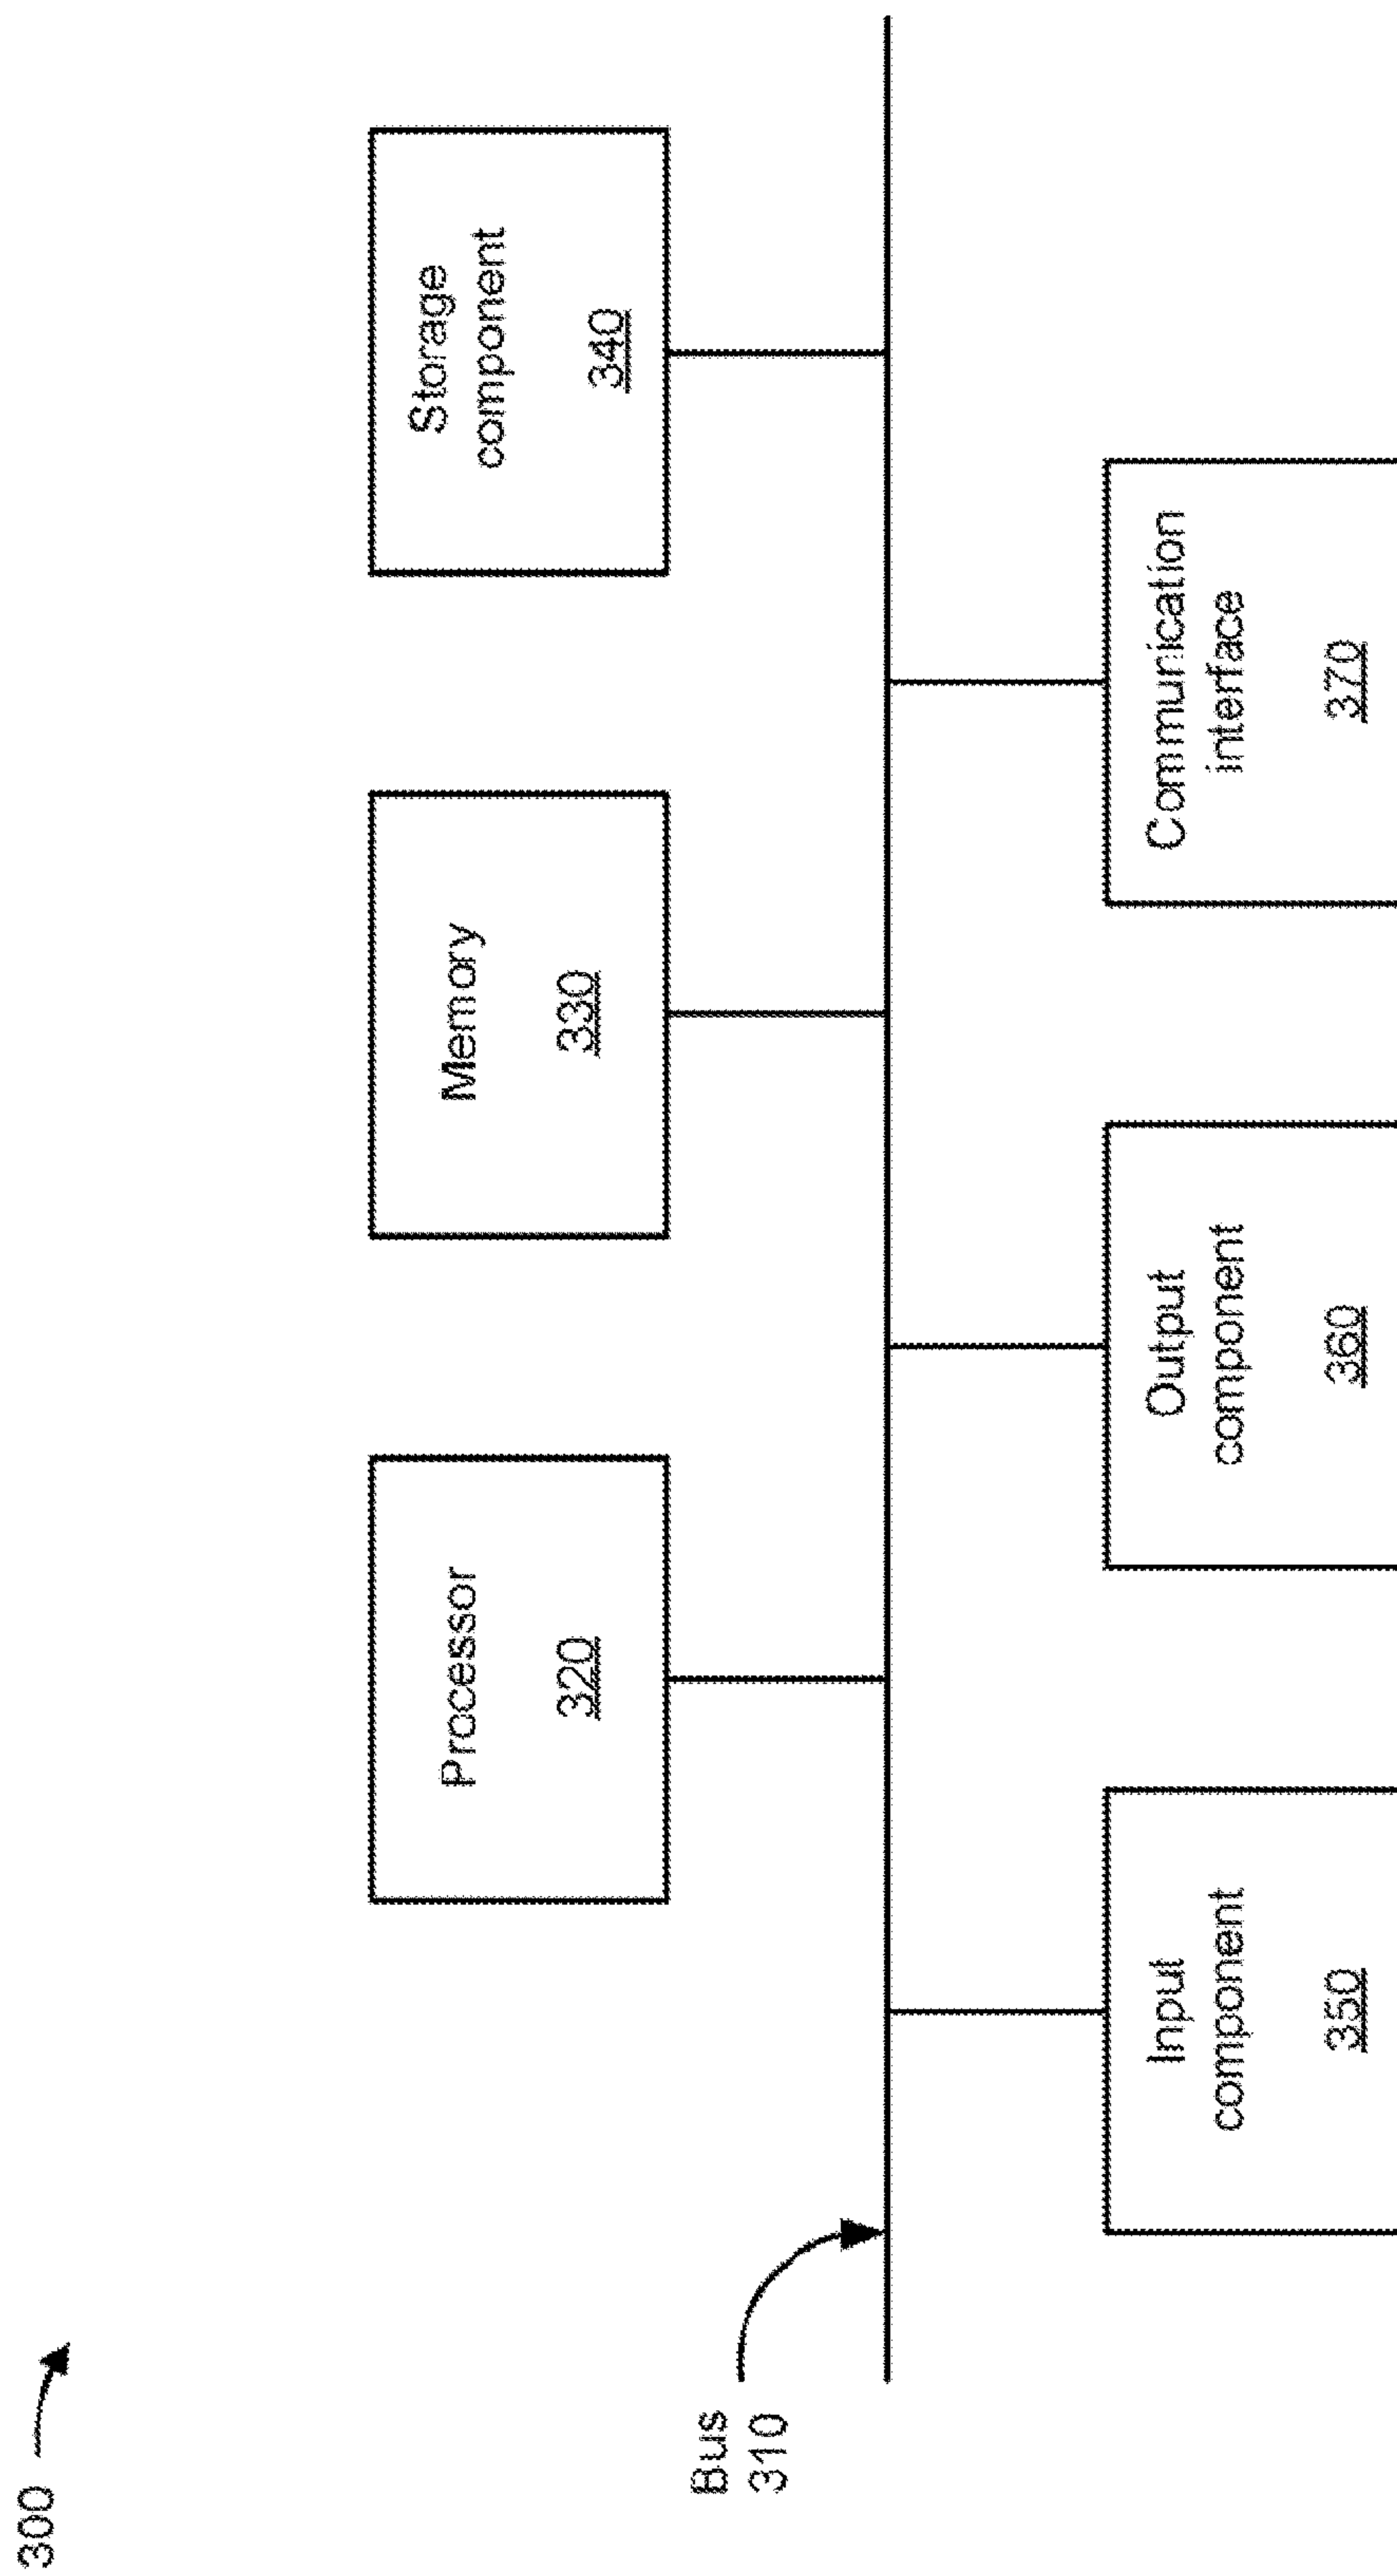 300
Processor
320
Memory
330
Storage
component
340
Bus
310
Input
component
350
Output
component
360
Communication
interface
370